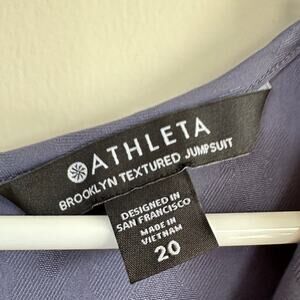 ATHLETA
BROOKLYN TEXTURED JUMPSUIT
DESIGNED IN
SAN FRANCISCO
MADE IN
VIETNAM
20